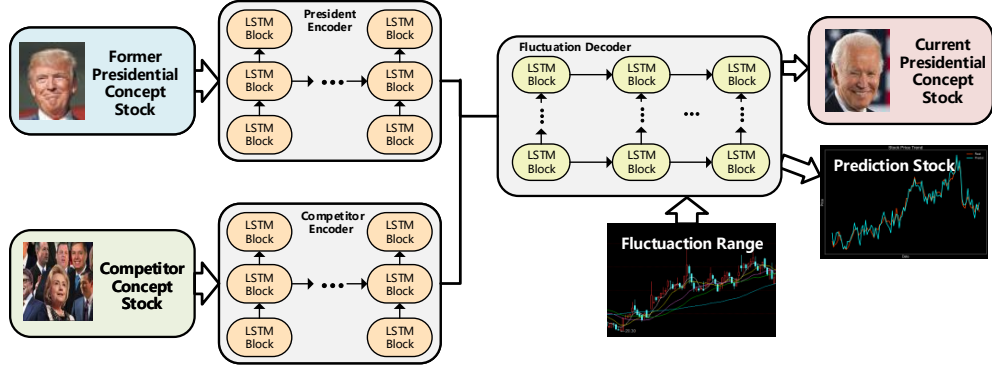 Former
Presidential
Concept
Stock
President
Encoder
LSTM
Block
LSTM
Block
LSTM
Block
LSTM
Block
LSTM
Block
LSTM
Block
Competitor
Concept
Stock
Competitor
Encoder
LSTM
Block
LSTM
Block
LSTM
Block
LSTM
Block
LSTM
Block
LSTM
Block
Fluctuation Decoder
LSTM
Block
LSTM
Block
LSTM
Block
LSTM
Block
LSTM
Block
LSTM
Block
Fluctuaction Range
Current
Presidential
Concept
Stock
Stock Price Trend
Prediction Stock